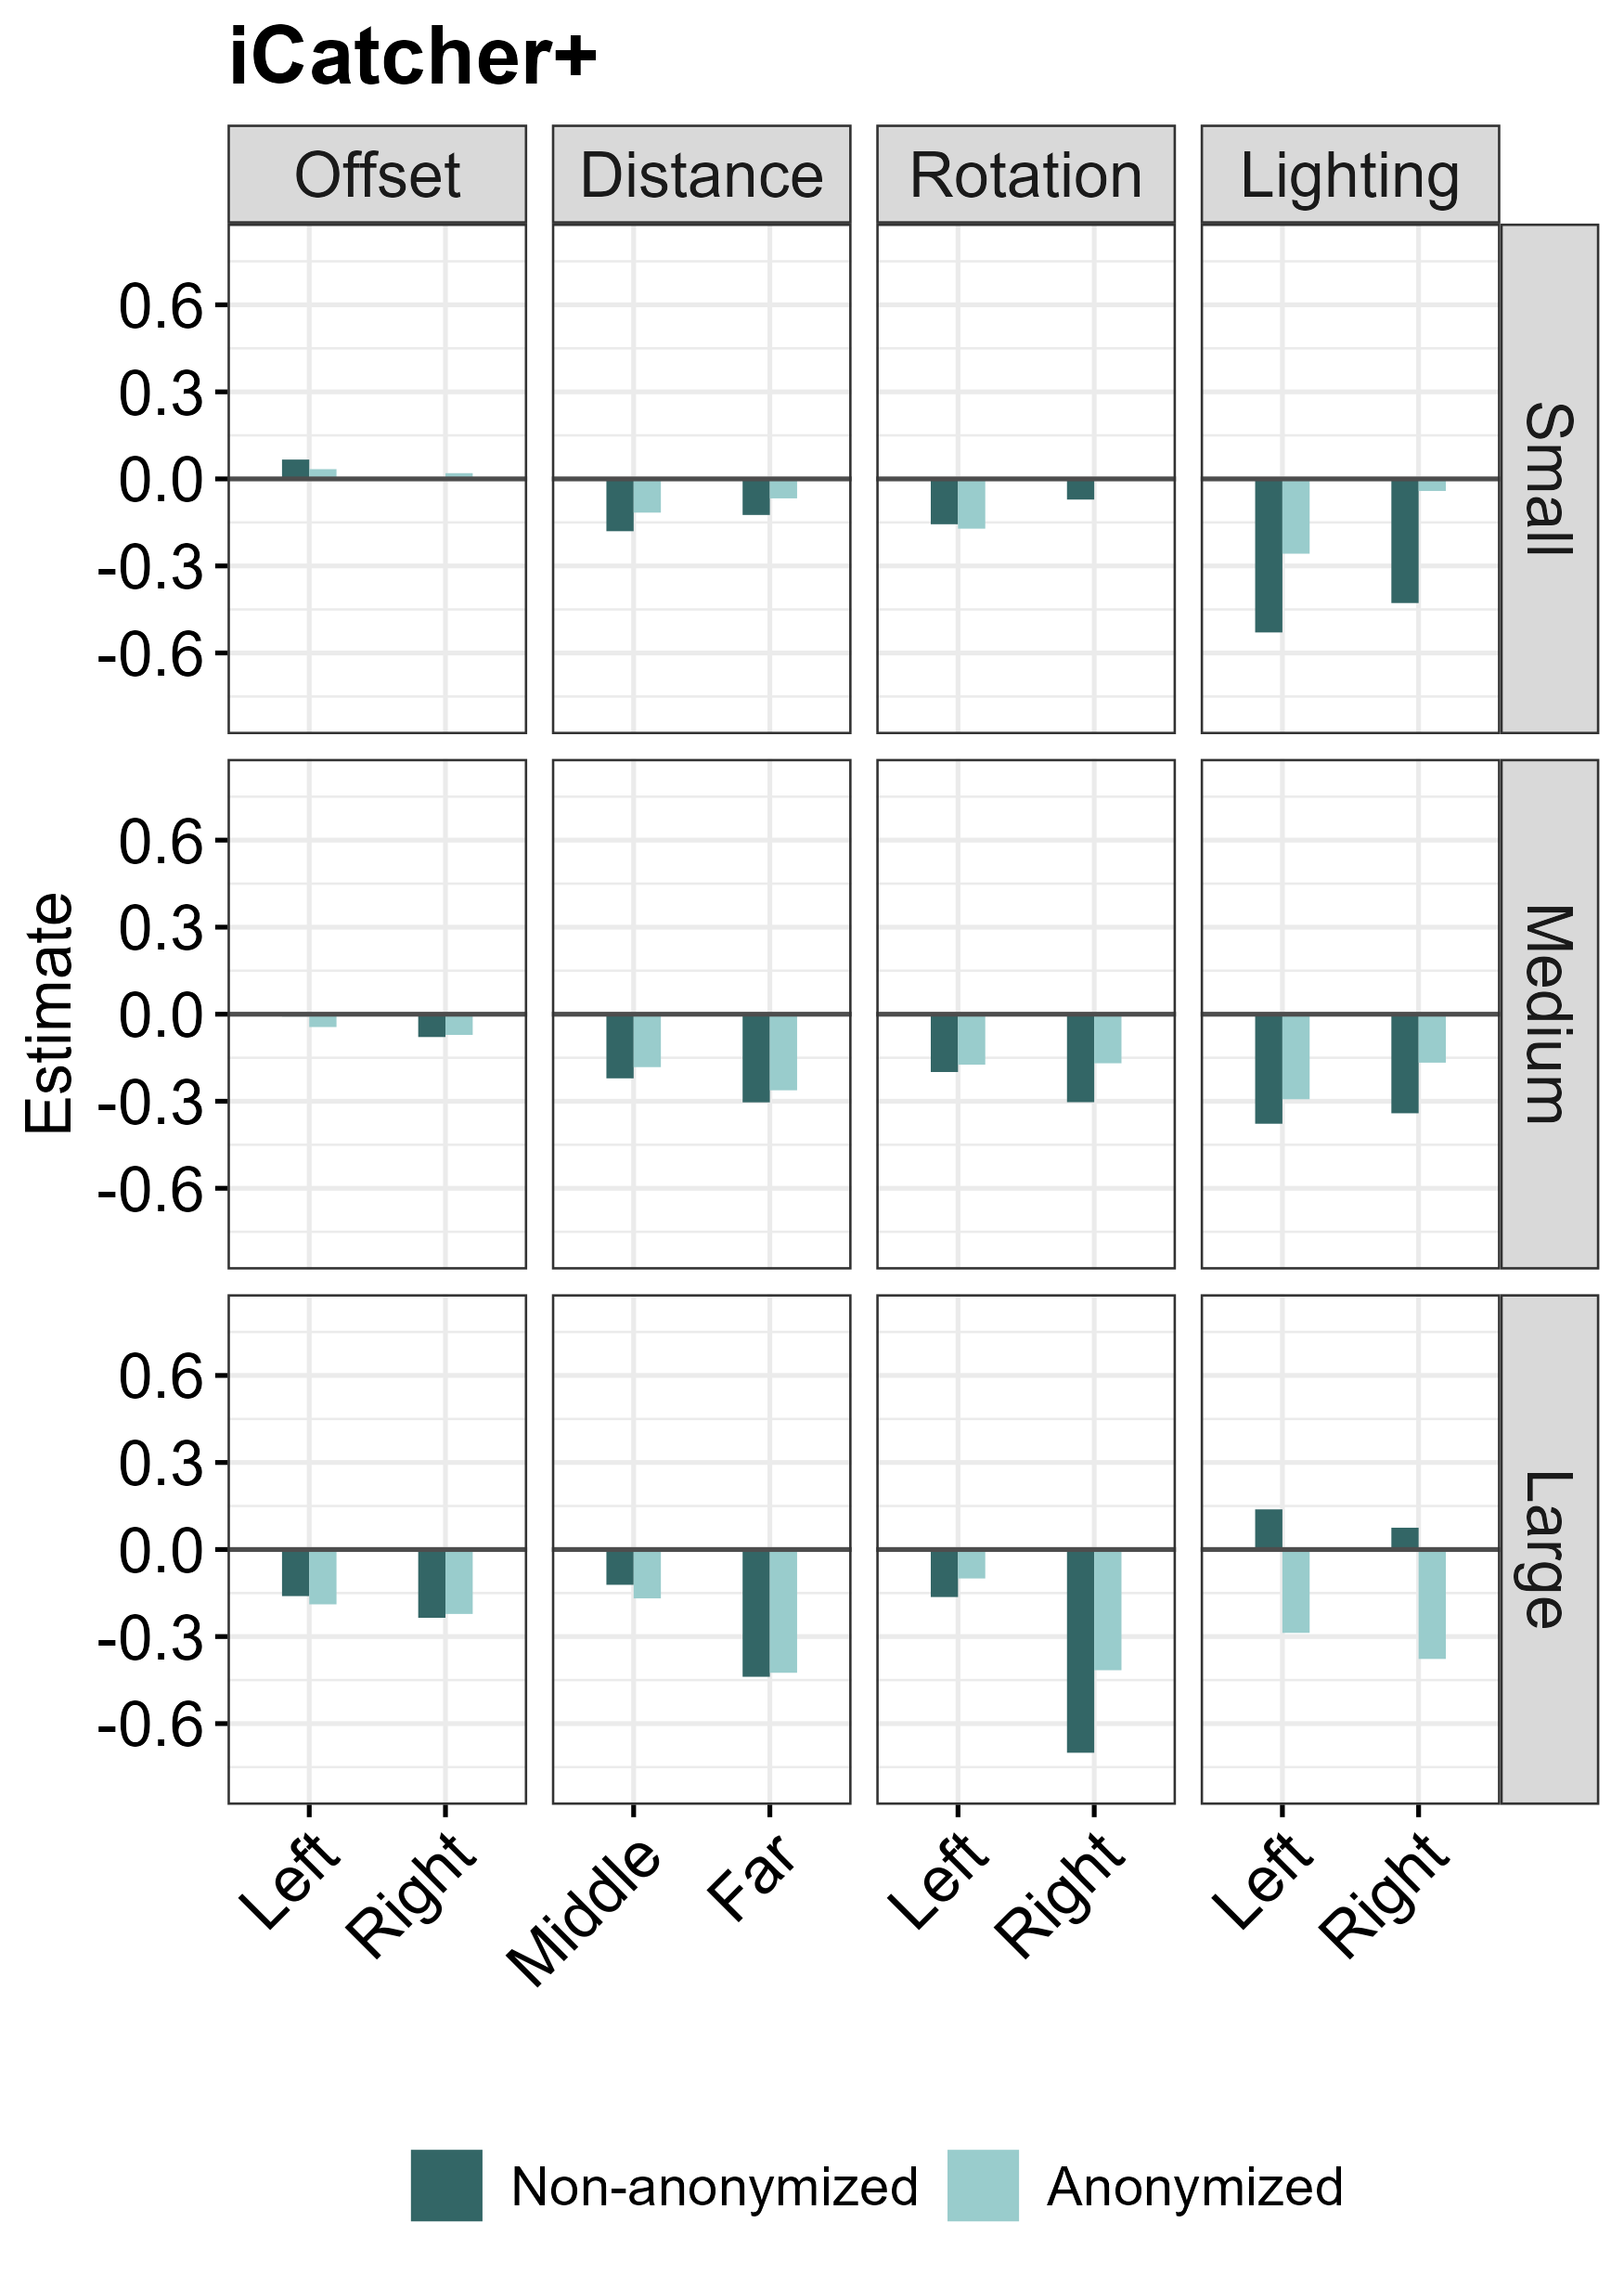 iCatcher+
Offset Distance Rotation Lighting
0.6
0.3
0.0
-0.3
-0.6
Small
0.6
0.3
0.0
-0.3
-0.6
Medium
Estimate
0.6
0.3
0.0
-0.3
-0.6
Large
Left Right Middle Far Left Right Left Right
Non-anonymized Anonymized